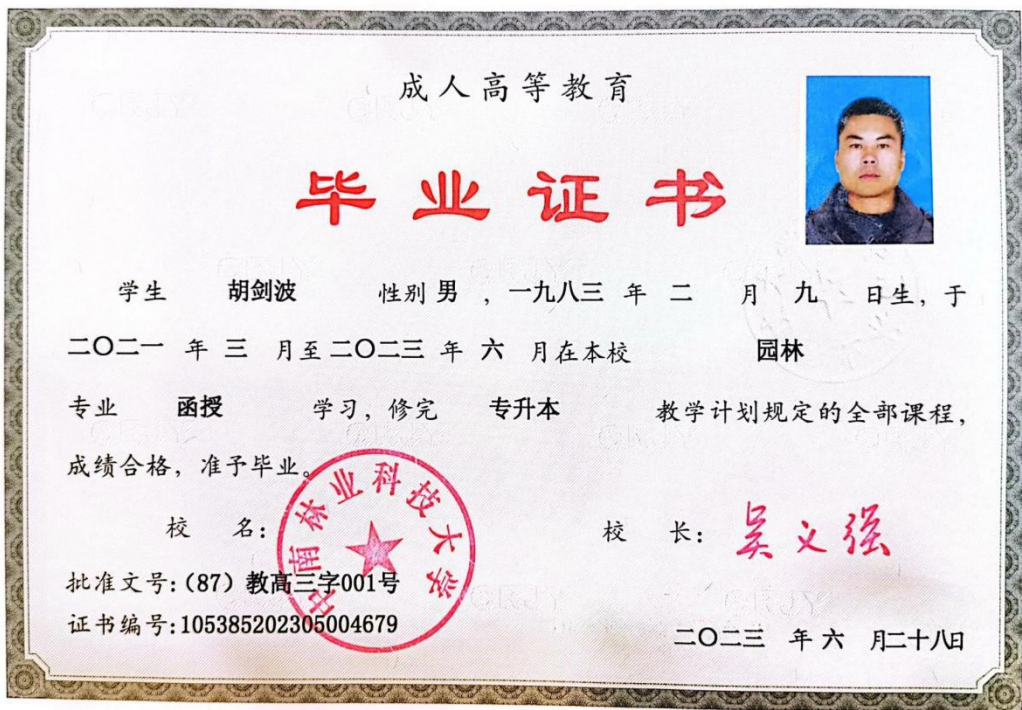 成人高等教育
毕业证书
学生 胡剑波 性别 男 ，一九八三 年 二 月 九 日生，于
二〇二一 年 三 月至 二〇二三 年 六 月在本校 园林
专业 函授 学习，修完 专升本 教学计划规定的全部课程，
成绩合格，准予毕业。
中南林业科技大学
校 名： 校 长： 吴义强
批准文号：（87）教高三字001号
证书编号：105385202305004679
二〇二三 年 六 月二十八日